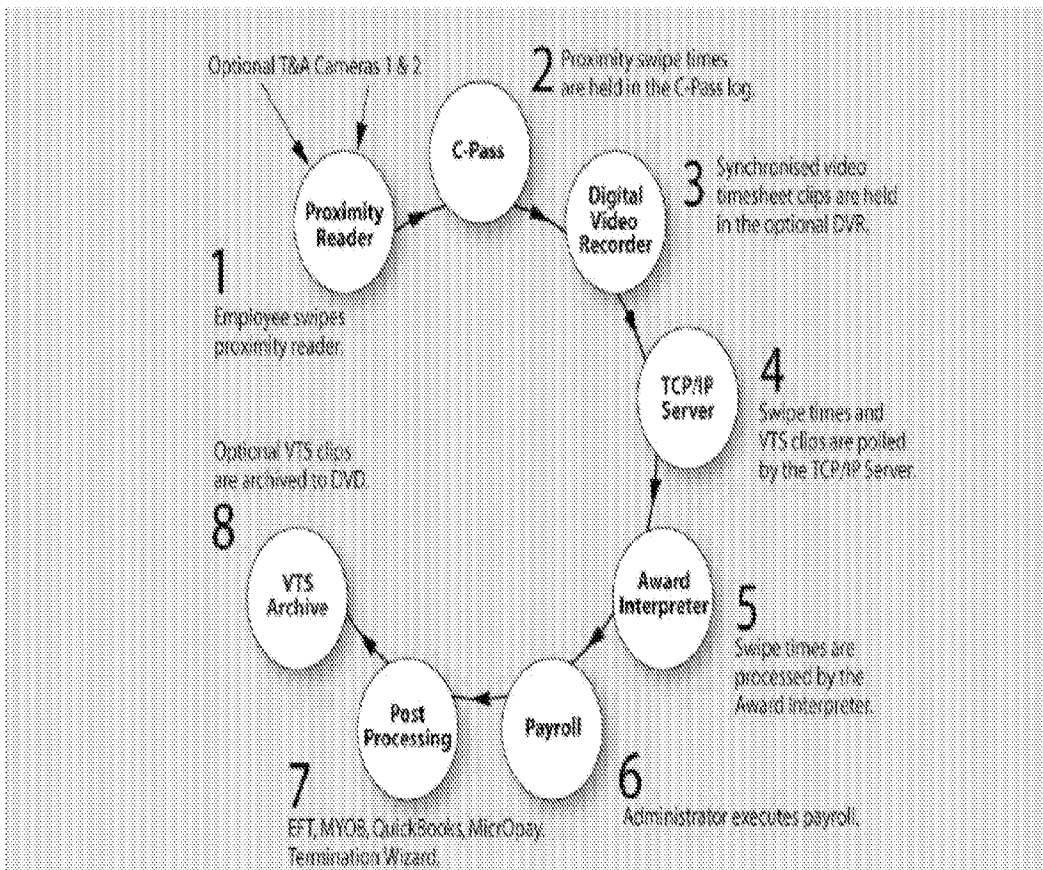 Optional T&A Cameras 1 & 2
Proximity
Reader
1
Employee swipes
proximity reader.
C-Pass
2
Proximity swipe times
are held in the C-Pass log.
Digital
Video
Recorder
3
Synchronised video
timesheet clips are held
in the optional DVR.
TCP/IP
Server
4
Swipe times and
VTS clips are polled
by the TCP/IP Server.
Award
Interpreter
5
Swipe times are
processed by the
Award Interpreter.
Payroll
6
Administrator executes payroll.
Post
Processing
7
EFT, MYOB, QuickBooks, MicrOpay.
Termination Wizard.
VTS
Archive
8
Optional VTS clips
are archived to DVD.